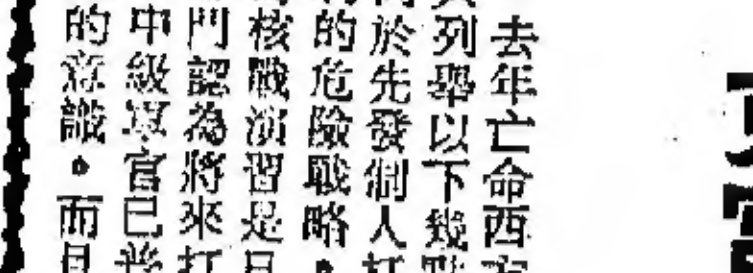 去年亡命西
列舉以下幾
於先發制人
的危險戰略。
核戰演習是
門認為將來打
中級軍官已
的意識。而且